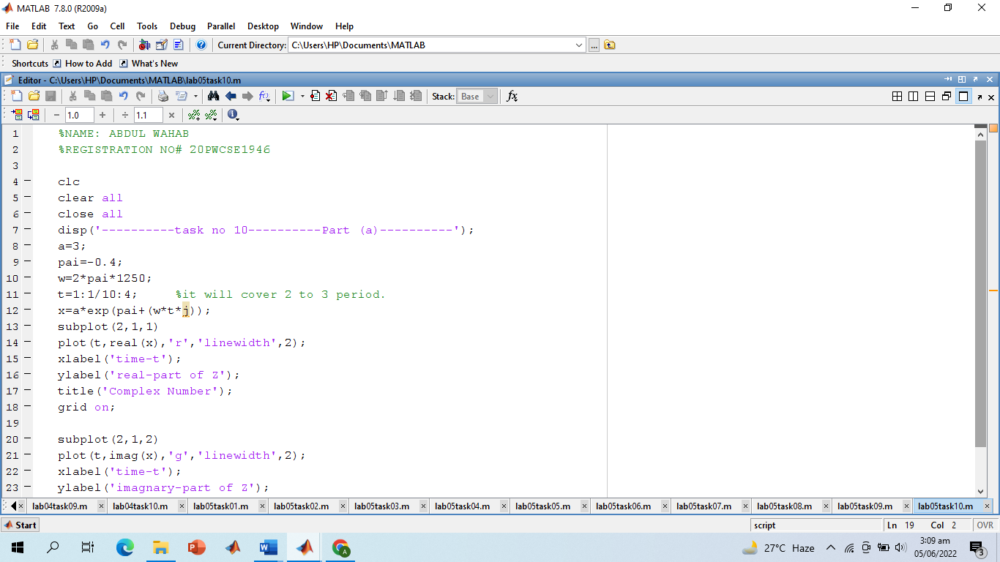 MATLAB 7.8.0 (R2009a)
File Edit Text Go Cell Tools Debug Parallel Desktop Window Help
Current Directory: C:\Users\HP\Documents\MATLAB ...
Shortcuts How to Add What's New
Editor - C:\Users\HP\Documents\MATLAB\lab05task10.m
Stack: Base fx
- 1.0 + ÷ 1.1 ×
1 %NAME: ABDUL WAHAB
2 %REGISTRATION NO# 20PWCSE1946
3
4 - clc
5 - clear all
6 - close all
7 - disp('----------task no 10----------Part (a)----------');
8 - a=3;
9 - pai=-0.4;
10 - w=2*pai*1250;
11 - t=1:1/10:4; %it will cover 2 to 3 period.
12 - x=a*exp(pai+(w*t*j));
13 - subplot(2,1,1)
14 - plot(t,real(x),'r','linewidth',2);
15 - xlabel('time-t');
16 - ylabel('real-part of Z');
17 - title('Complex Number');
18 - grid on;
19
20 - subplot(2,1,2)
21 - plot(t,imag(x),'g','linewidth',2);
22 - xlabel('time-t');
23 - ylabel('imagnary-part of Z');
lab04task09.m lab04task10.m lab05task01.m lab05task02.m lab05task03.m lab05task04.m lab05task05.m lab05task06.m lab05task07.m lab05task08.m lab05task09.m lab05task10.m
Start script Ln 19 Col 2 OVR
27°C Haze 3:09 am
05/06/2022
3